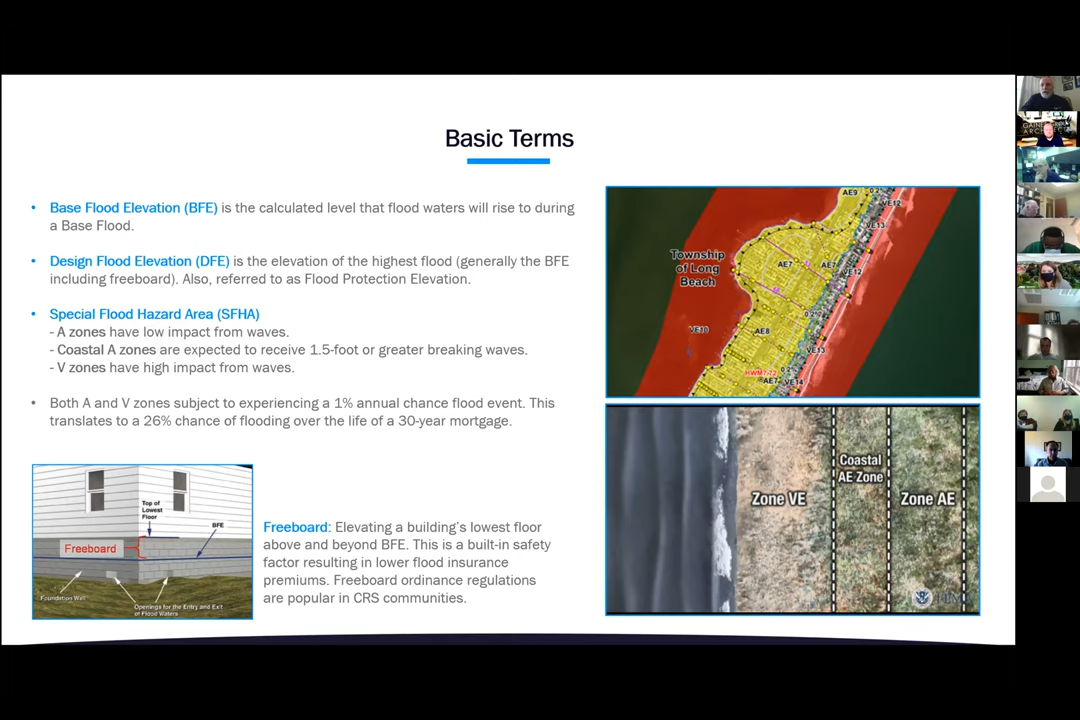 Basic Terms
• Base Flood Elevation (BFE) is the calculated level that flood waters will rise to during
a Base Flood.
• Design Flood Elevation (DFE) is the elevation of the highest flood (generally the BFE
including freeboard). Also, referred to as Flood Protection Elevation.
• Special Flood Hazard Area (SFHA)
- A zones have low impact from waves.
- Coastal A zones are expected to receive 1.5-foot or greater breaking waves.
- V zones have high impact from waves.
• Both A and V zones subject to experiencing a 1% annual chance flood event. This
translates to a 26% chance of flooding over the life of a 30-year mortgage.
Top of
Lowest
Floor
BFE
Freeboard
Foundation Wall
Openings for the Entry and Exit
of Flood Waters
Freeboard: Elevating a building's lowest floor
above and beyond BFE. This is a built-in safety
factor resulting in lower flood insurance
premiums. Freeboard ordinance regulations
are popular in CRS communities.
AE9
VE12
VE13
Township
of Long
Beach
AE7
AE7
VE12
VE10
AE8
VE13
AE7
VE14
Coastal
AE Zone
Zone VE
Zone AE
FEMA